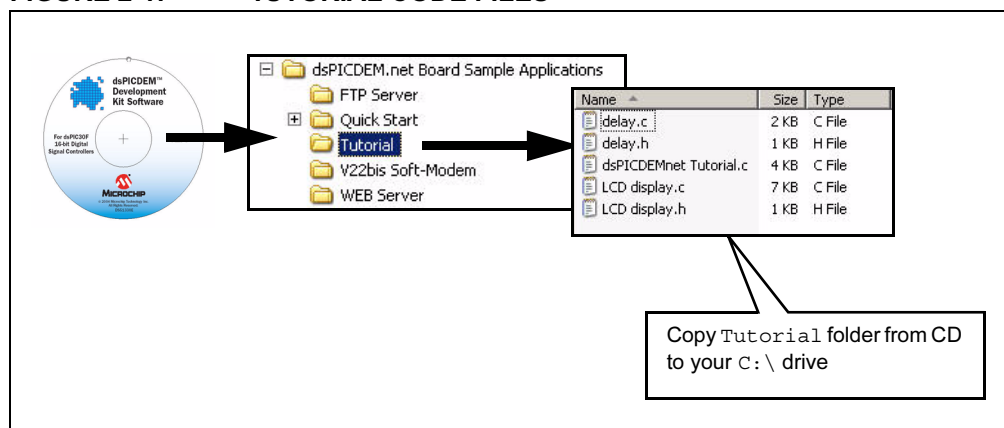 dsPICDEM™
Development
Kit Software
For dsPIC30F
16-bit Digital
Signal Controllers
MICROCHIP
dsPICDEM.net Board Sample Applications
FTP Server
Quick Start
Tutorial
V22bis Soft-Modem
WEB Server
Name Size Type
delay.c 2 KB C File
delay.h 1 KB H File
dsPICDEMnet Tutorial.c 4 KB C File
LCD display.c 7 KB C File
LCD display.h 1 KB H File
Copy Tutorial folder from CD
to your C:\ drive